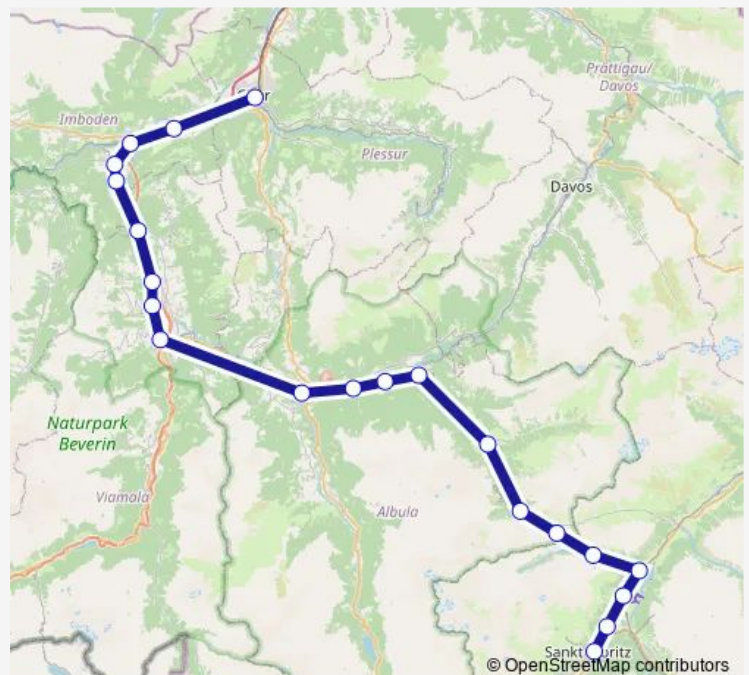 Prättigau/
Davos
Imboden
Plessur
Davos
Naturpark
Beverin
Viamala
Albula
© OpenStreetMap contributors